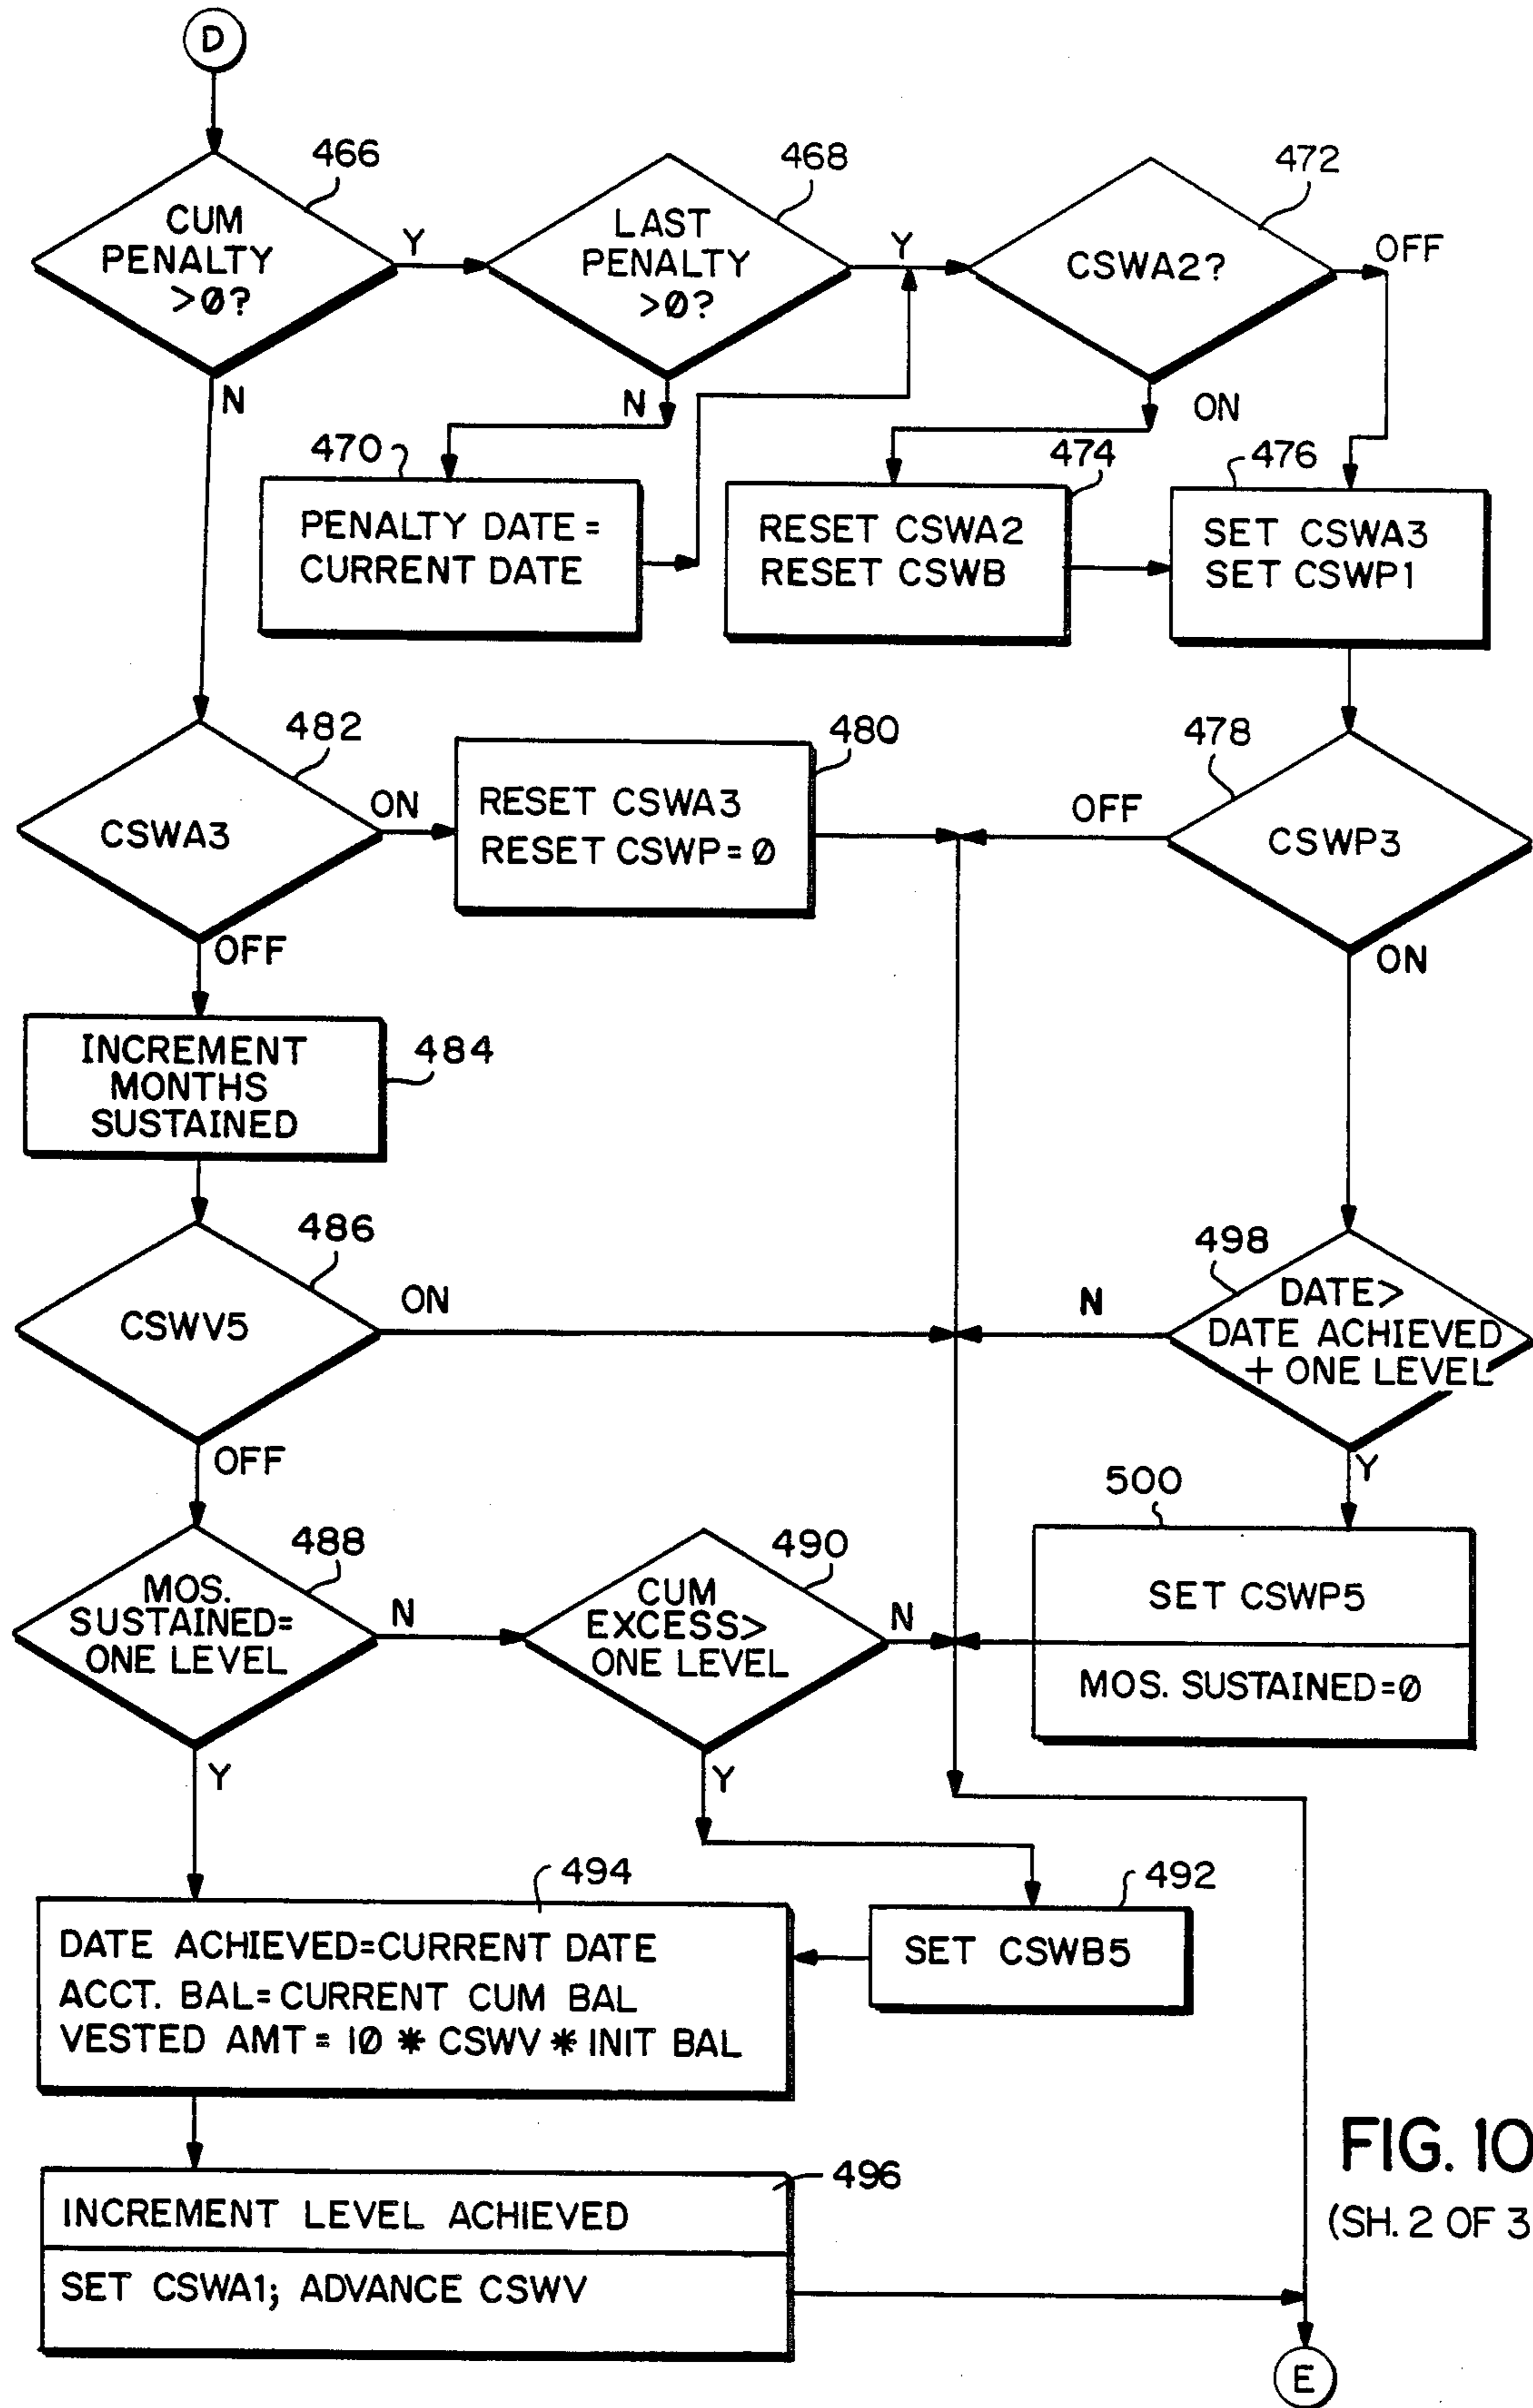 D
466
CUM
PENALTY
>0?
Y
N
468
LAST
PENALTY
>0?
Y
N
472
CSWA2?
OFF
ON
470
PENALTY DATE =
CURRENT DATE
474
RESET CSWA2
RESET CSWB
476
SET CSWA3
SET CSWP1
482
CSWA3
ON
OFF
480
RESET CSWA3
RESET CSWP = 0
478
CSWP3
OFF
ON
484
INCREMENT
MONTHS
SUSTAINED
486
CSWV5
ON
OFF
498
DATE >
DATE ACHIEVED
+ ONE LEVEL
N
Y
488
MOS.
SUSTAINED=
ONE LEVEL
N
Y
490
CUM
EXCESS>
ONE LEVEL
N
Y
500
SET CSWP5
MOS. SUSTAINED=0
494
DATE ACHIEVED=CURRENT DATE
ACCT. BAL=CURRENT CUM BAL
VESTED AMT = 10 * CSWV * INIT BAL
492
SET CSWB5
496
INCREMENT LEVEL ACHIEVED
SET CSWA1; ADVANCE CSWV
FIG. 10
(SH. 2 OF 3
E